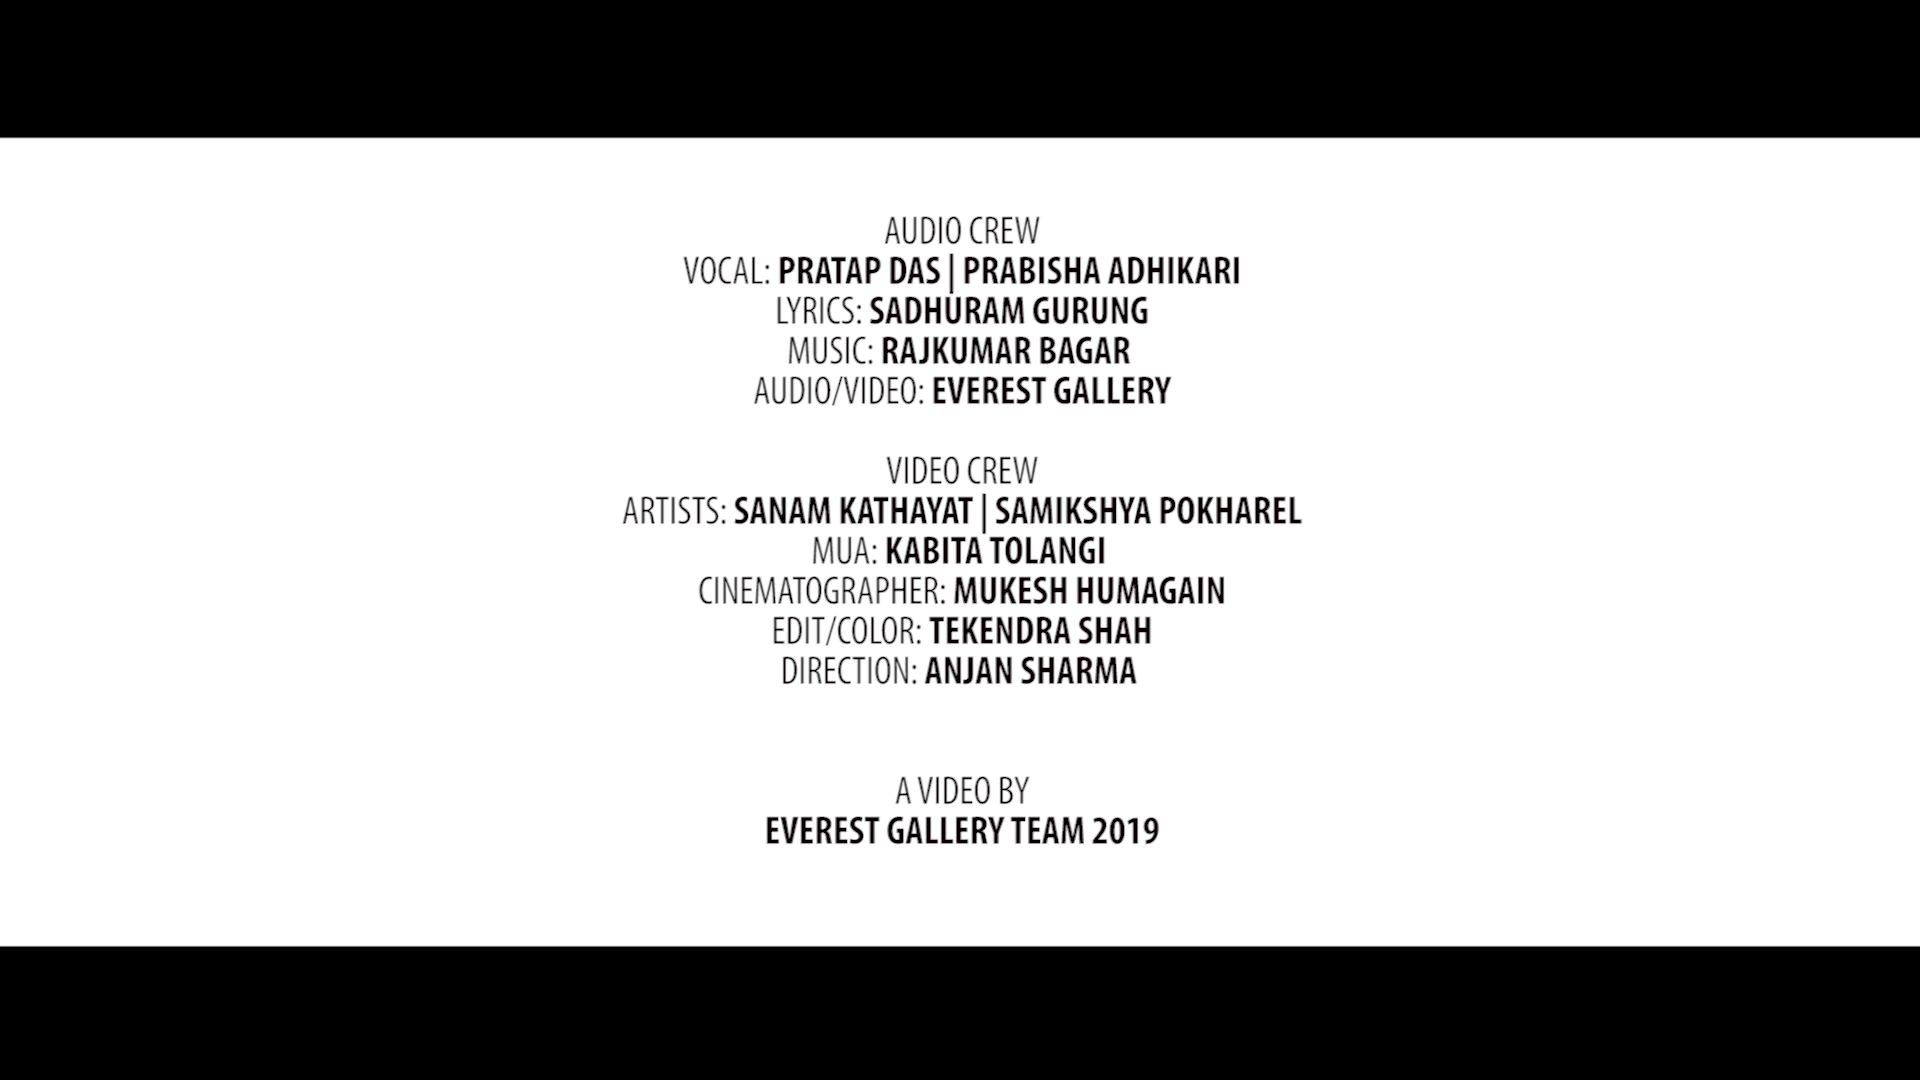 AUDIO CREW
VOCAL: PRATAP DAS | PRABISHA ADHIKARI
LYRICS: SADHURAM GURUNG
MUSIC: RAJKUMAR BAGAR
AUDIO/VIDEO: EVEREST GALLERY
VIDEO CREW
ARTISTS: SANAM KATHAYAT | SAMIKSHYA POKHAREL
MUA: KABITA TOLANGI
CINEMATOGRAPHER: MUKESH HUMAGAIN
EDIT/COLOR: TEKENDRA SHAH
DIRECTION: ANJAN SHARMA
A VIDEO BY
EVEREST GALLERY TEAM 2019